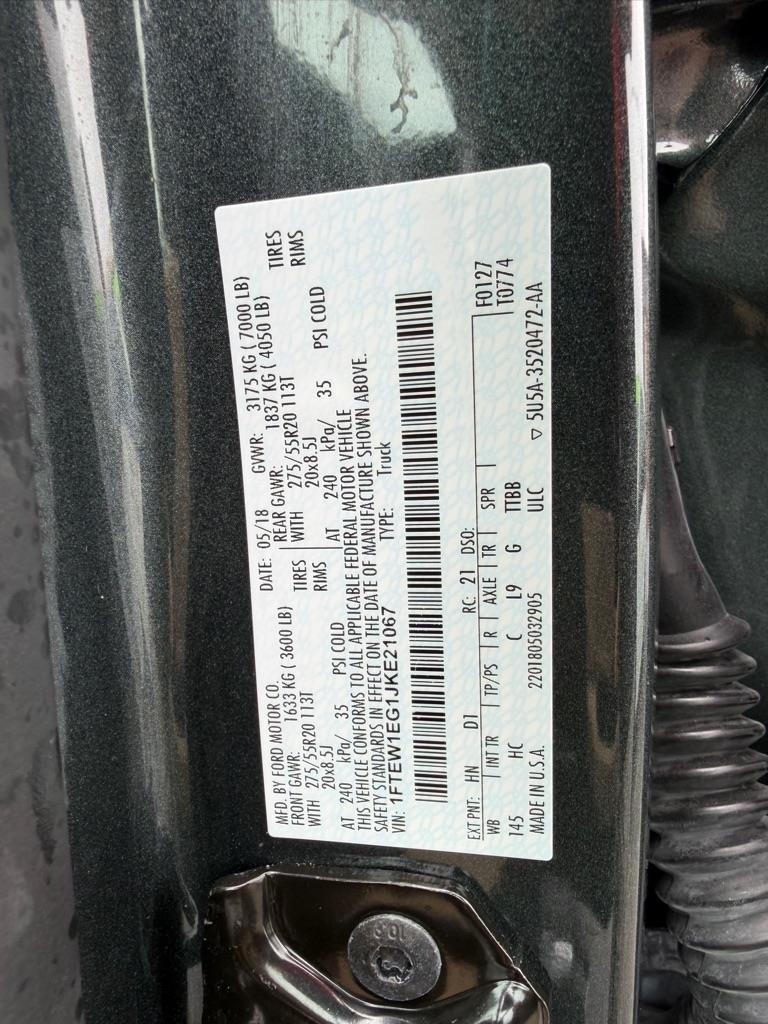 MFD. BY FORD MOTOR CO.
DATE: 05/18 GVWR: 3175 KG ( 7000 LB)
FRONT GAWR: 1633 KG ( 3600 LB)
REAR GAWR: 1837 KG ( 4050 LB)
WITH 275/55R20 113T TIRES
WITH 275/55R20 113T TIRES
20x8.5J RIMS
20x8.5J RIMS
AT 240 kPa/ 35 PSI COLD
AT 240 kPa/ 35 PSI COLD
THIS VEHICLE CONFORMS TO ALL APPLICABLE FEDERAL MOTOR VEHICLE
SAFETY STANDARDS IN EFFECT ON THE DATE OF MANUFACTURE SHOWN ABOVE.
VIN: 1FTEW1EG1JKE21067 TYPE: Truck
EXT PNT: HN D1 RC: 21 DSO: F0127
WB INT TR TP/PS R AXLE TR SPR T0774
145 HC C L9 G TTBB
MADE IN U.S.A. 2201805032905 ULC ▽ 5U5A-3520472-AA
10.9